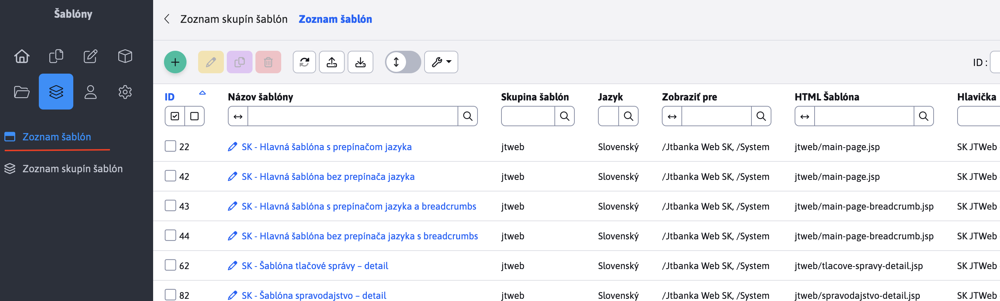 Šablóny
Zoznam šablón
Zoznam skupín šablón
Zoznam skupín šablón Zoznam šablón
ID :
ID Názov šablóny Skupina šablón Jazyk Zobraziť pre HTML Šablóna Hlavička
22 SK - Hlavná šablóna s prepínačom jazyka jtweb Slovenský /Jtbanka Web SK, /System jtweb/main-page.jsp SK JTWeb
42 SK - Hlavná šablóna bez prepínača jazyka jtweb Slovenský /Jtbanka Web SK, /System jtweb/main-page.jsp SK JTWeb
43 SK - Hlavná šablóna s prepínačom jazyka a breadcrumbs jtweb Slovenský /Jtbanka Web SK, /System jtweb/main-page-breadcrumb.jsp SK JTWeb
44 SK - Hlavná šablóna bez prepínača jazyka s breadcrumbs jtweb Slovenský /Jtbanka Web SK, /System jtweb/main-page-breadcrumb.jsp SK JTWeb
62 SK - Šablóna tlačové správy – detail jtweb Slovenský /Jtbanka Web SK, /System jtweb/tlacove-spravy-detail.jsp SK JTWeb
82 SK - Šablóna spravodajstvo – detail jtweb Slovenský /Jtbanka Web SK, /System jtweb/spravodajstvo-detail.jsp SK JTWeb